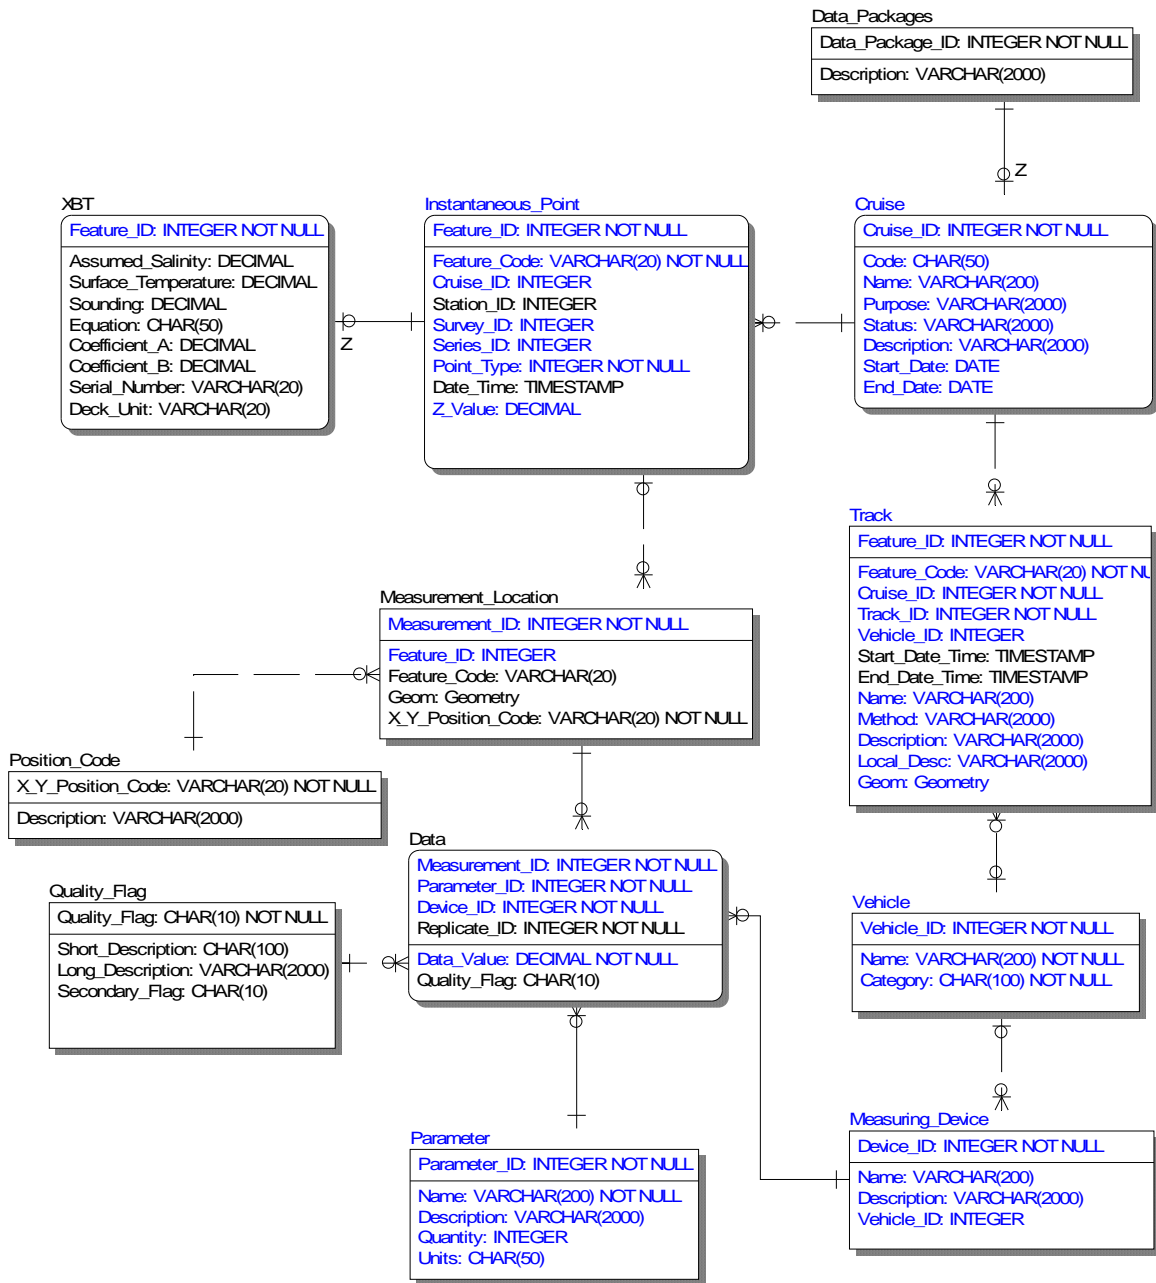 Data_Packages
Data_Package_ID: INTEGER NOT NULL
Description: VARCHAR(2000)
Z
XBT
Feature_ID: INTEGER NOT NULL
Assumed_Salinity: DECIMAL
Surface_Temperature: DECIMAL
Sounding: DECIMAL
Equation: CHAR(50)
Coefficient_A: DECIMAL
Coefficient_B: DECIMAL
Serial_Number: VARCHAR(20)
Deck_Unit: VARCHAR(20)
Z
Instantaneous_Point
Feature_ID: INTEGER NOT NULL
Feature_Code: VARCHAR(20) NOT NULL
Cruise_ID: INTEGER
Station_ID: INTEGER
Survey_ID: INTEGER
Series_ID: INTEGER
Point_Type: INTEGER NOT NULL
Date_Time: TIMESTAMP
Z_Value: DECIMAL
Cruise
Cruise_ID: INTEGER NOT NULL
Code: CHAR(50)
Name: VARCHAR(200)
Purpose: VARCHAR(2000)
Status: VARCHAR(2000)
Description: VARCHAR(2000)
Start_Date: DATE
End_Date: DATE
Track
Feature_ID: INTEGER NOT NULL
Feature_Code: VARCHAR(20) NOT NU
Cruise_ID: INTEGER NOT NULL
Track_ID: INTEGER NOT NULL
Vehicle_ID: INTEGER
Start_Date_Time: TIMESTAMP
End_Date_Time: TIMESTAMP
Name: VARCHAR(200)
Method: VARCHAR(2000)
Description: VARCHAR(2000)
Local_Desc: VARCHAR(2000)
Geom: Geometry
Measurement_Location
Measurement_ID: INTEGER NOT NULL
Feature_ID: INTEGER
Feature_Code: VARCHAR(20)
Geom: Geometry
X_Y_Position_Code: VARCHAR(20) NOT NULL
Position_Code
X_Y_Position_Code: VARCHAR(20) NOT NULL
Description: VARCHAR(2000)
Data
Measurement_ID: INTEGER NOT NULL
Parameter_ID: INTEGER NOT NULL
Device_ID: INTEGER NOT NULL
Replicate_ID: INTEGER NOT NULL
Data_Value: DECIMAL NOT NULL
Quality_Flag: CHAR(10)
Quality_Flag
Quality_Flag: CHAR(10) NOT NULL
Short_Description: CHAR(100)
Long_Description: VARCHAR(2000)
Secondary_Flag: CHAR(10)
Vehicle
Vehicle_ID: INTEGER NOT NULL
Name: VARCHAR(200) NOT NULL
Category: CHAR(100) NOT NULL
Parameter
Parameter_ID: INTEGER NOT NULL
Name: VARCHAR(200) NOT NULL
Description: VARCHAR(2000)
Quantity: INTEGER
Units: CHAR(50)
Measuring_Device
Device_ID: INTEGER NOT NULL
Name: VARCHAR(200)
Description: VARCHAR(2000)
Vehicle_ID: INTEGER